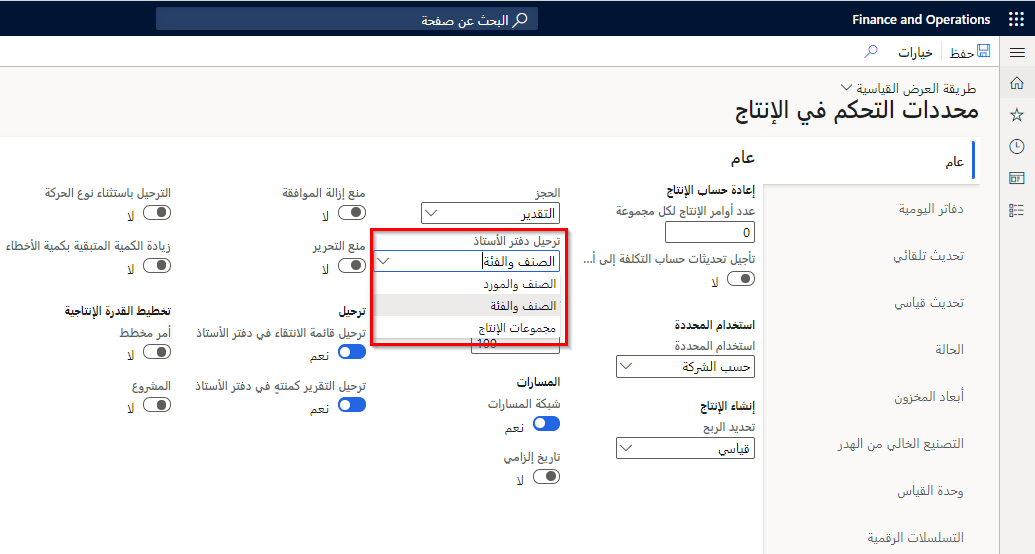 Finance and Operations
البحث عن صفحة
حفظ
خيارات
طريقة العرض القياسية
محددات التحكم في الإنتاج
عام
دفاتر اليومية
تحديث تلقائي
تحديث قياسي
الحالة
أبعاد المخزون
التصنيع الخالي من الهدر
وحدة القياس
التسلسلات الرقمية
عام
إعادة حساب الإنتاج
عدد أوامر الإنتاج لكل مجموعة
0
تأجيل تحديثات حساب التكلفة إلى أ...
لا
استخدام المحددة
استخدام المحددة
حسب الشركة
إنشاء الإنتاج
تحديد الربح
قياسي
الحجز
التقدير
ترحيل دفتر الأستاذ
الصنف والفئة
الصنف والمورد
الصنف والفئة
مجموعات الإنتاج
100
المسارات
شبكة المسارات
نعم
تاريخ إلزامي
لا
منع إزالة الموافقة
لا
منع التحرير
لا
ترحيل
ترحيل قائمة الانتقاء في دفتر الأستاذ
نعم
ترحيل التقرير كمنتهٍ في دفتر الأستاذ
نعم
الترحيل باستثناء نوع الحركة
لا
زيادة الكمية المتبقية بكمية الأخطاء
لا
تخطيط القدرة الإنتاجية
أمر مخطط
لا
المشروع
لا